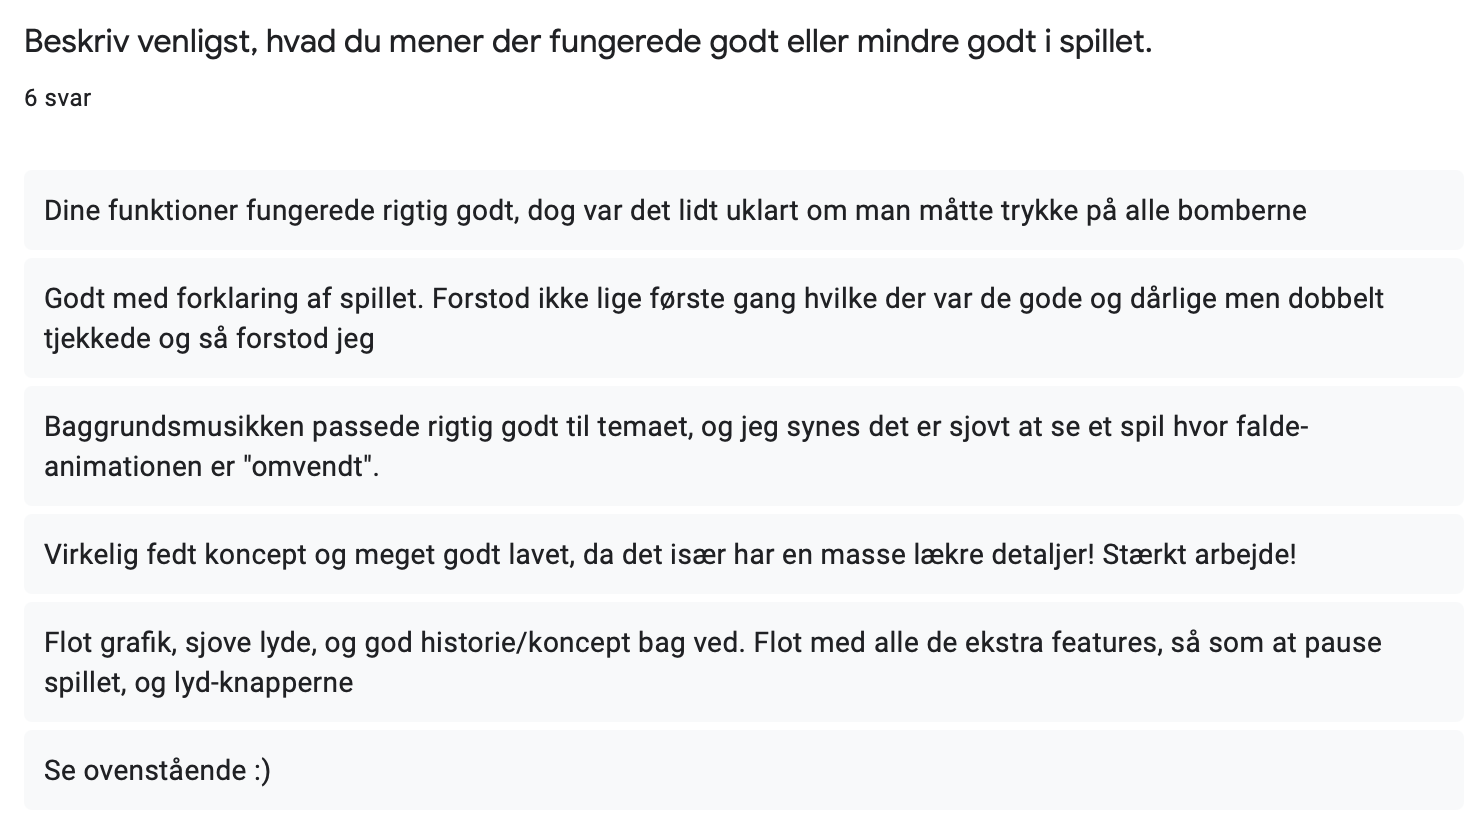 Beskriv venligst, hvad du mener der fungerede godt eller mindre godt i spillet.
6 svar
Dine funktioner fungerede rigtig godt, dog var det lidt uklart om man måtte trykke på alle bomberne
Godt med forklaring af spillet. Forstod ikke lige første gang hvilke der var de gode og dårlige men dobbelt
tjekkede og så forstod jeg
Baggrundsmusikken passede rigtig godt til temaet, og jeg synes det er sjovt at se et spil hvor falde-
animationen er "omvendt".
Virkelig fedt koncept og meget godt lavet, da det især har en masse lækre detaljer! Stærkt arbejde!
Flot grafik, sjove lyde, og god historie/koncept bag ved. Flot med alle de ekstra features, så som at pause
spillet, og lyd-knapperne
Se ovenstående :)